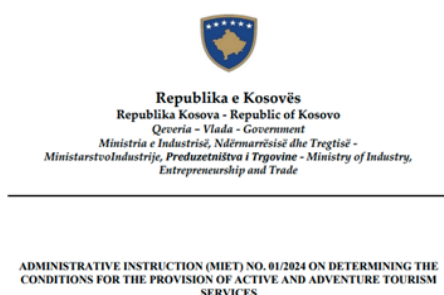 Republika e Kosovës
Republika Kosova - Republic of Kosovo
Qeveria – Vlada - Government
Ministria e Industrisë, Ndërmarrësisë dhe Tregtisë -
MinistarstvoIndustrije, Preduzetništva i Trgovine - Ministry of Industry,
Entrepreneurship and Trade
ADMINISTRATIVE INSTRUCTION (MIET) NO. 01/2024 ON DETERMINING THE
CONDITIONS FOR THE PROVISION OF ACTIVE AND ADVENTURE TOURISM
SERVICES